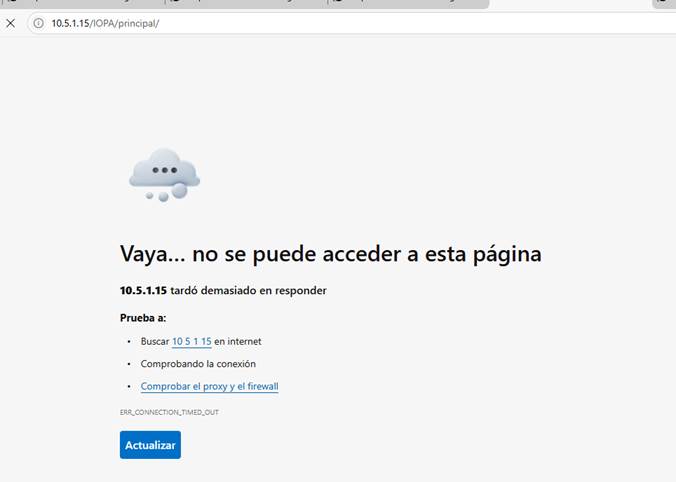 10.5.1.15/IOPA/principal/
Vaya... no se puede acceder a esta página
10.5.1.15 tardó demasiado en responder
Prueba a:
• Buscar 10 5 1 15 en internet
• Comprobando la conexión
• Comprobar el proxy y el firewall
ERR_CONNECTION_TIMED_OUT
Actualizar